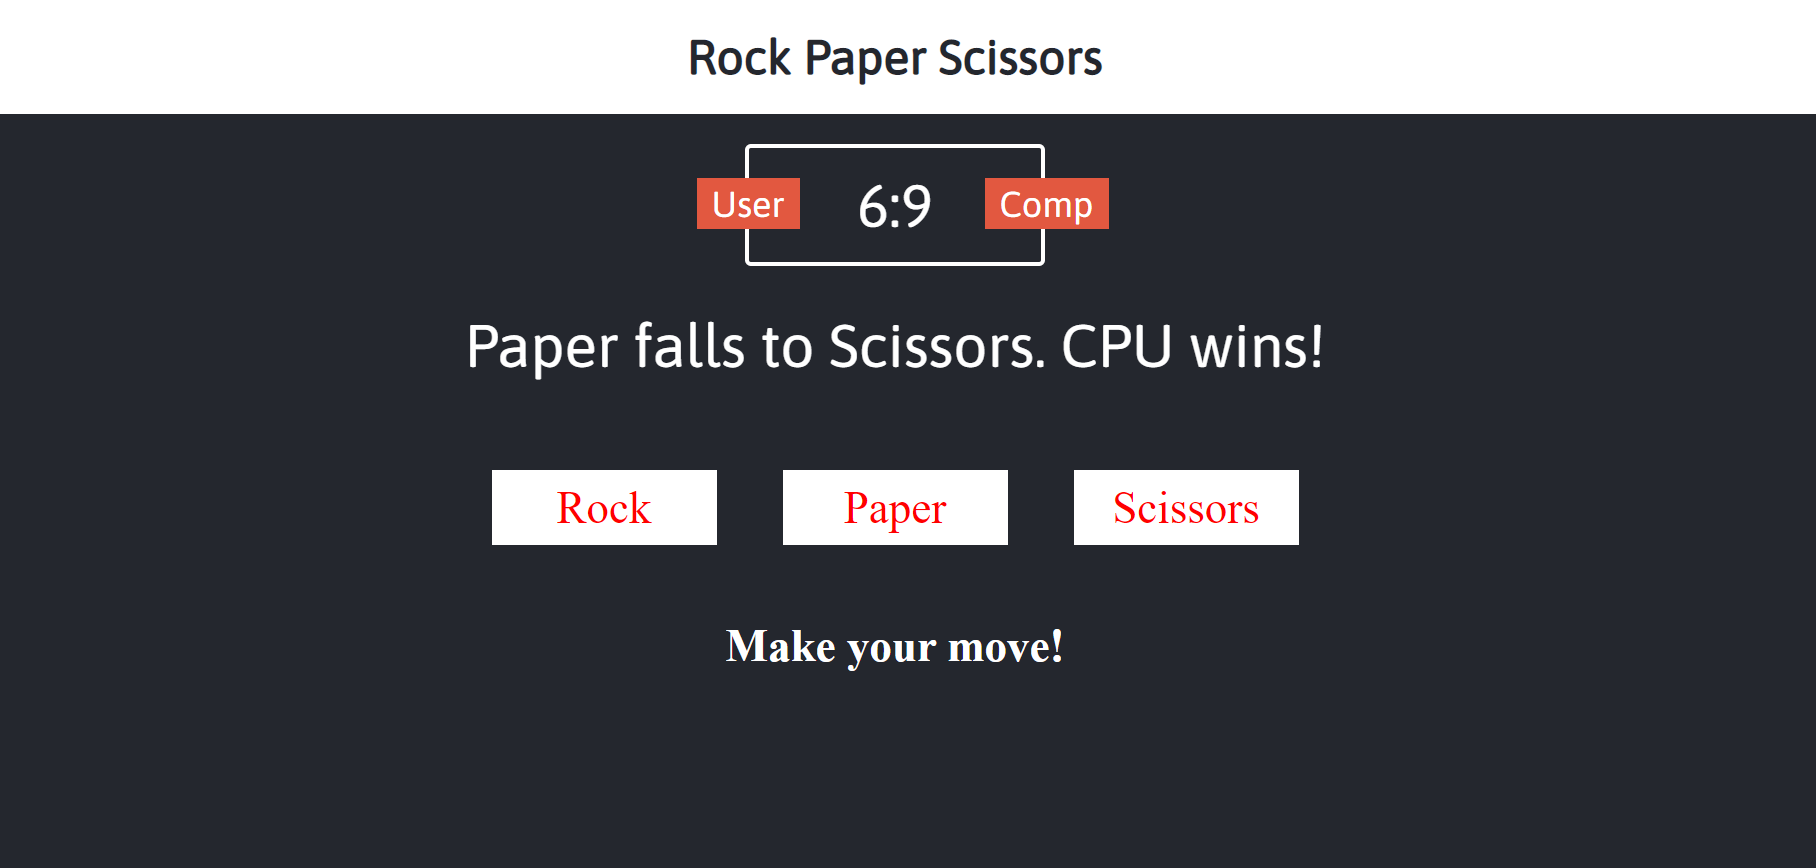 Rock Paper Scissors
User 6:9 Comp
Paper falls to Scissors. CPU wins!
Rock Paper Scissors
Make your move!